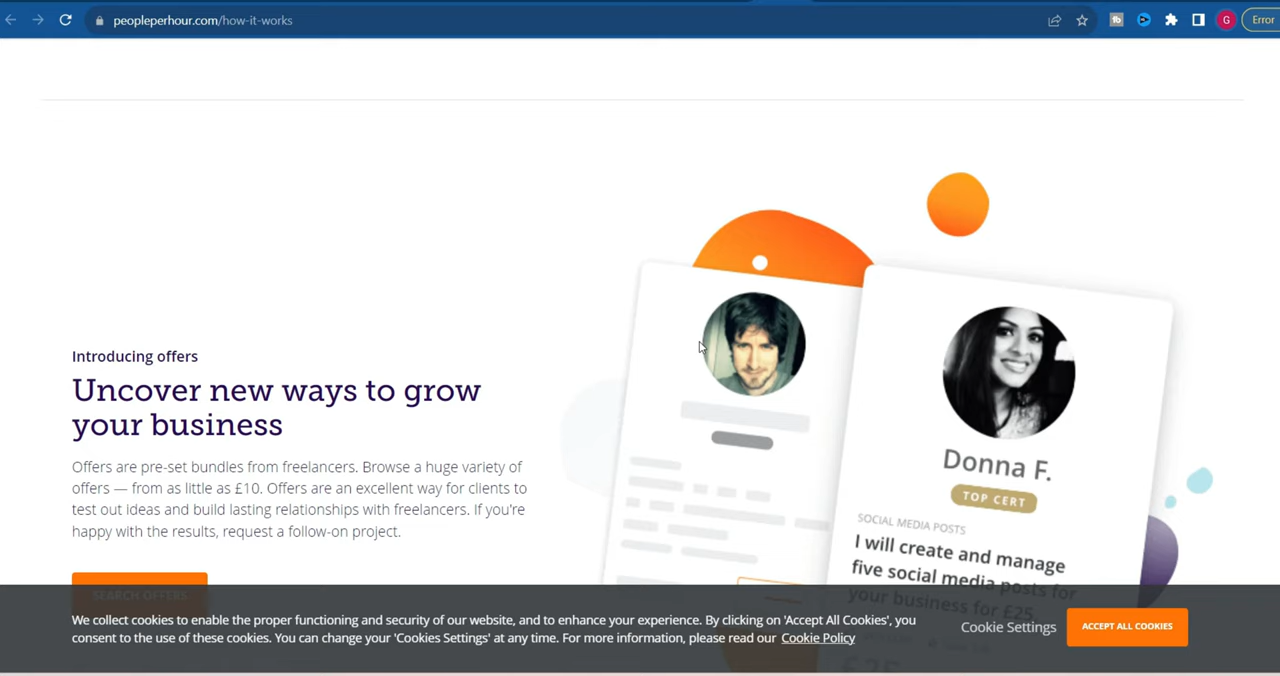 peopleperhour.com/how-it-works
G
Error
Introducing offers
Uncover new ways to grow
your business
Offers are pre-set bundles from freelancers. Browse a huge variety of
offers — from as little as £10. Offers are an excellent way for clients to
test out ideas and build lasting relationships with freelancers. If you're
happy with the results, request a follow-on project.
SEARCH OFFERS
Donna F.
TOP CERT
SOCIAL MEDIA POSTS
I will create and manage
five social media posts for
your business for £25
£25
We collect cookies to enable the proper functioning and security of our website, and to enhance your experience. By clicking on 'Accept All Cookies', you
consent to the use of these cookies. You can change your 'Cookies Settings' at any time. For more information, please read our Cookie Policy
Cookie Settings
ACCEPT ALL COOKIES